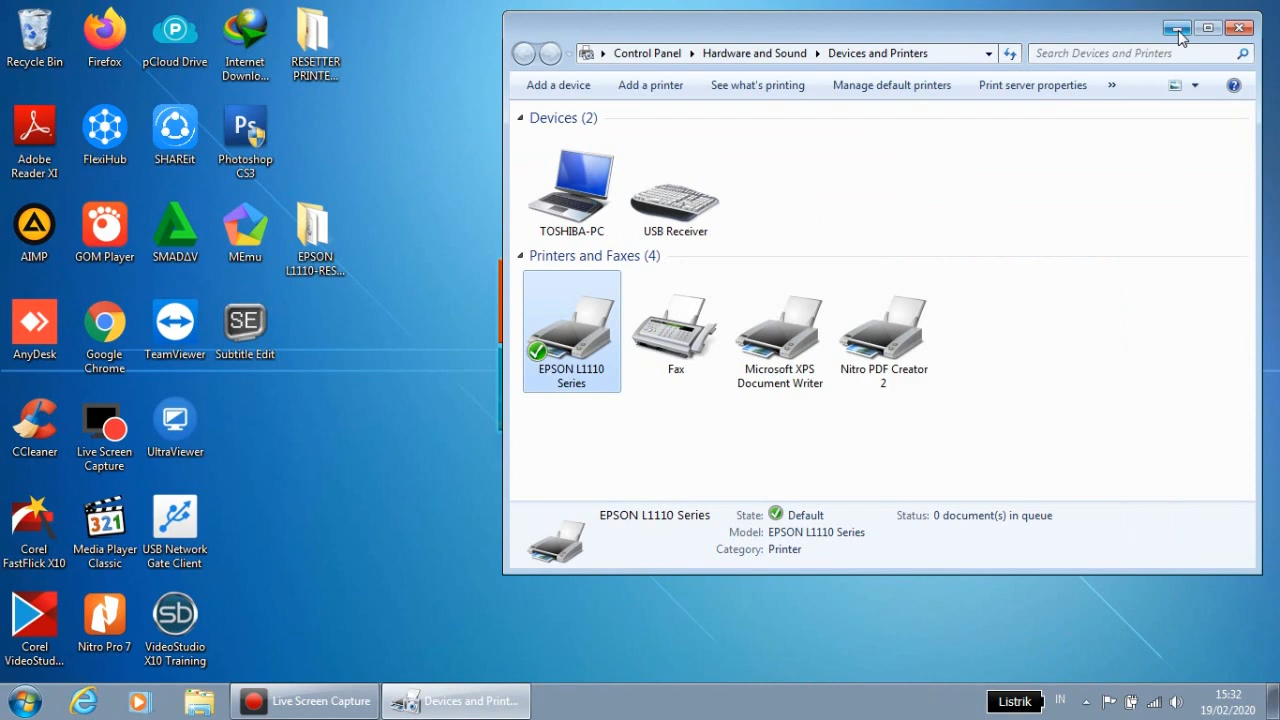 Recycle Bin
Firefox
pCloud Drive
Internet
Downlo...
RESETTER
PRINTE...
Adobe
Reader XI
FlexiHub
SHAREit
Ps
Photoshop
CS3
AIMP
GOM Player
SMADΔV
MEmu
EPSON
L1110-RES...
AnyDesk
Google
Chrome
TeamViewer
SE
Subtitle Edit
CCleaner
Live Screen
Capture
UltraViewer
Corel
FastFlick X10
321
Media Player
Classic
USB Network
Gate Client
Corel
VideoStud...
Nitro Pro 7
sb
VideoStudio
X10 Training
Control Panel
Hardware and Sound
Devices and Printers
Search Devices and Printers
Add a device
Add a printer
See what's printing
Manage default printers
Print server properties
»
Devices (2)
TOSHIBA-PC
USB Receiver
Printers and Faxes (4)
EPSON L1110
Series
Fax
Microsoft XPS
Document Writer
Nitro PDF Creator
2
EPSON L1110 Series
State: Default
Status: 0 document(s) in queue
Model: EPSON L1110 Series
Category: Printer
Live Screen Capture
Devices and Print...
Listrik
IN
15:32
19/02/2020